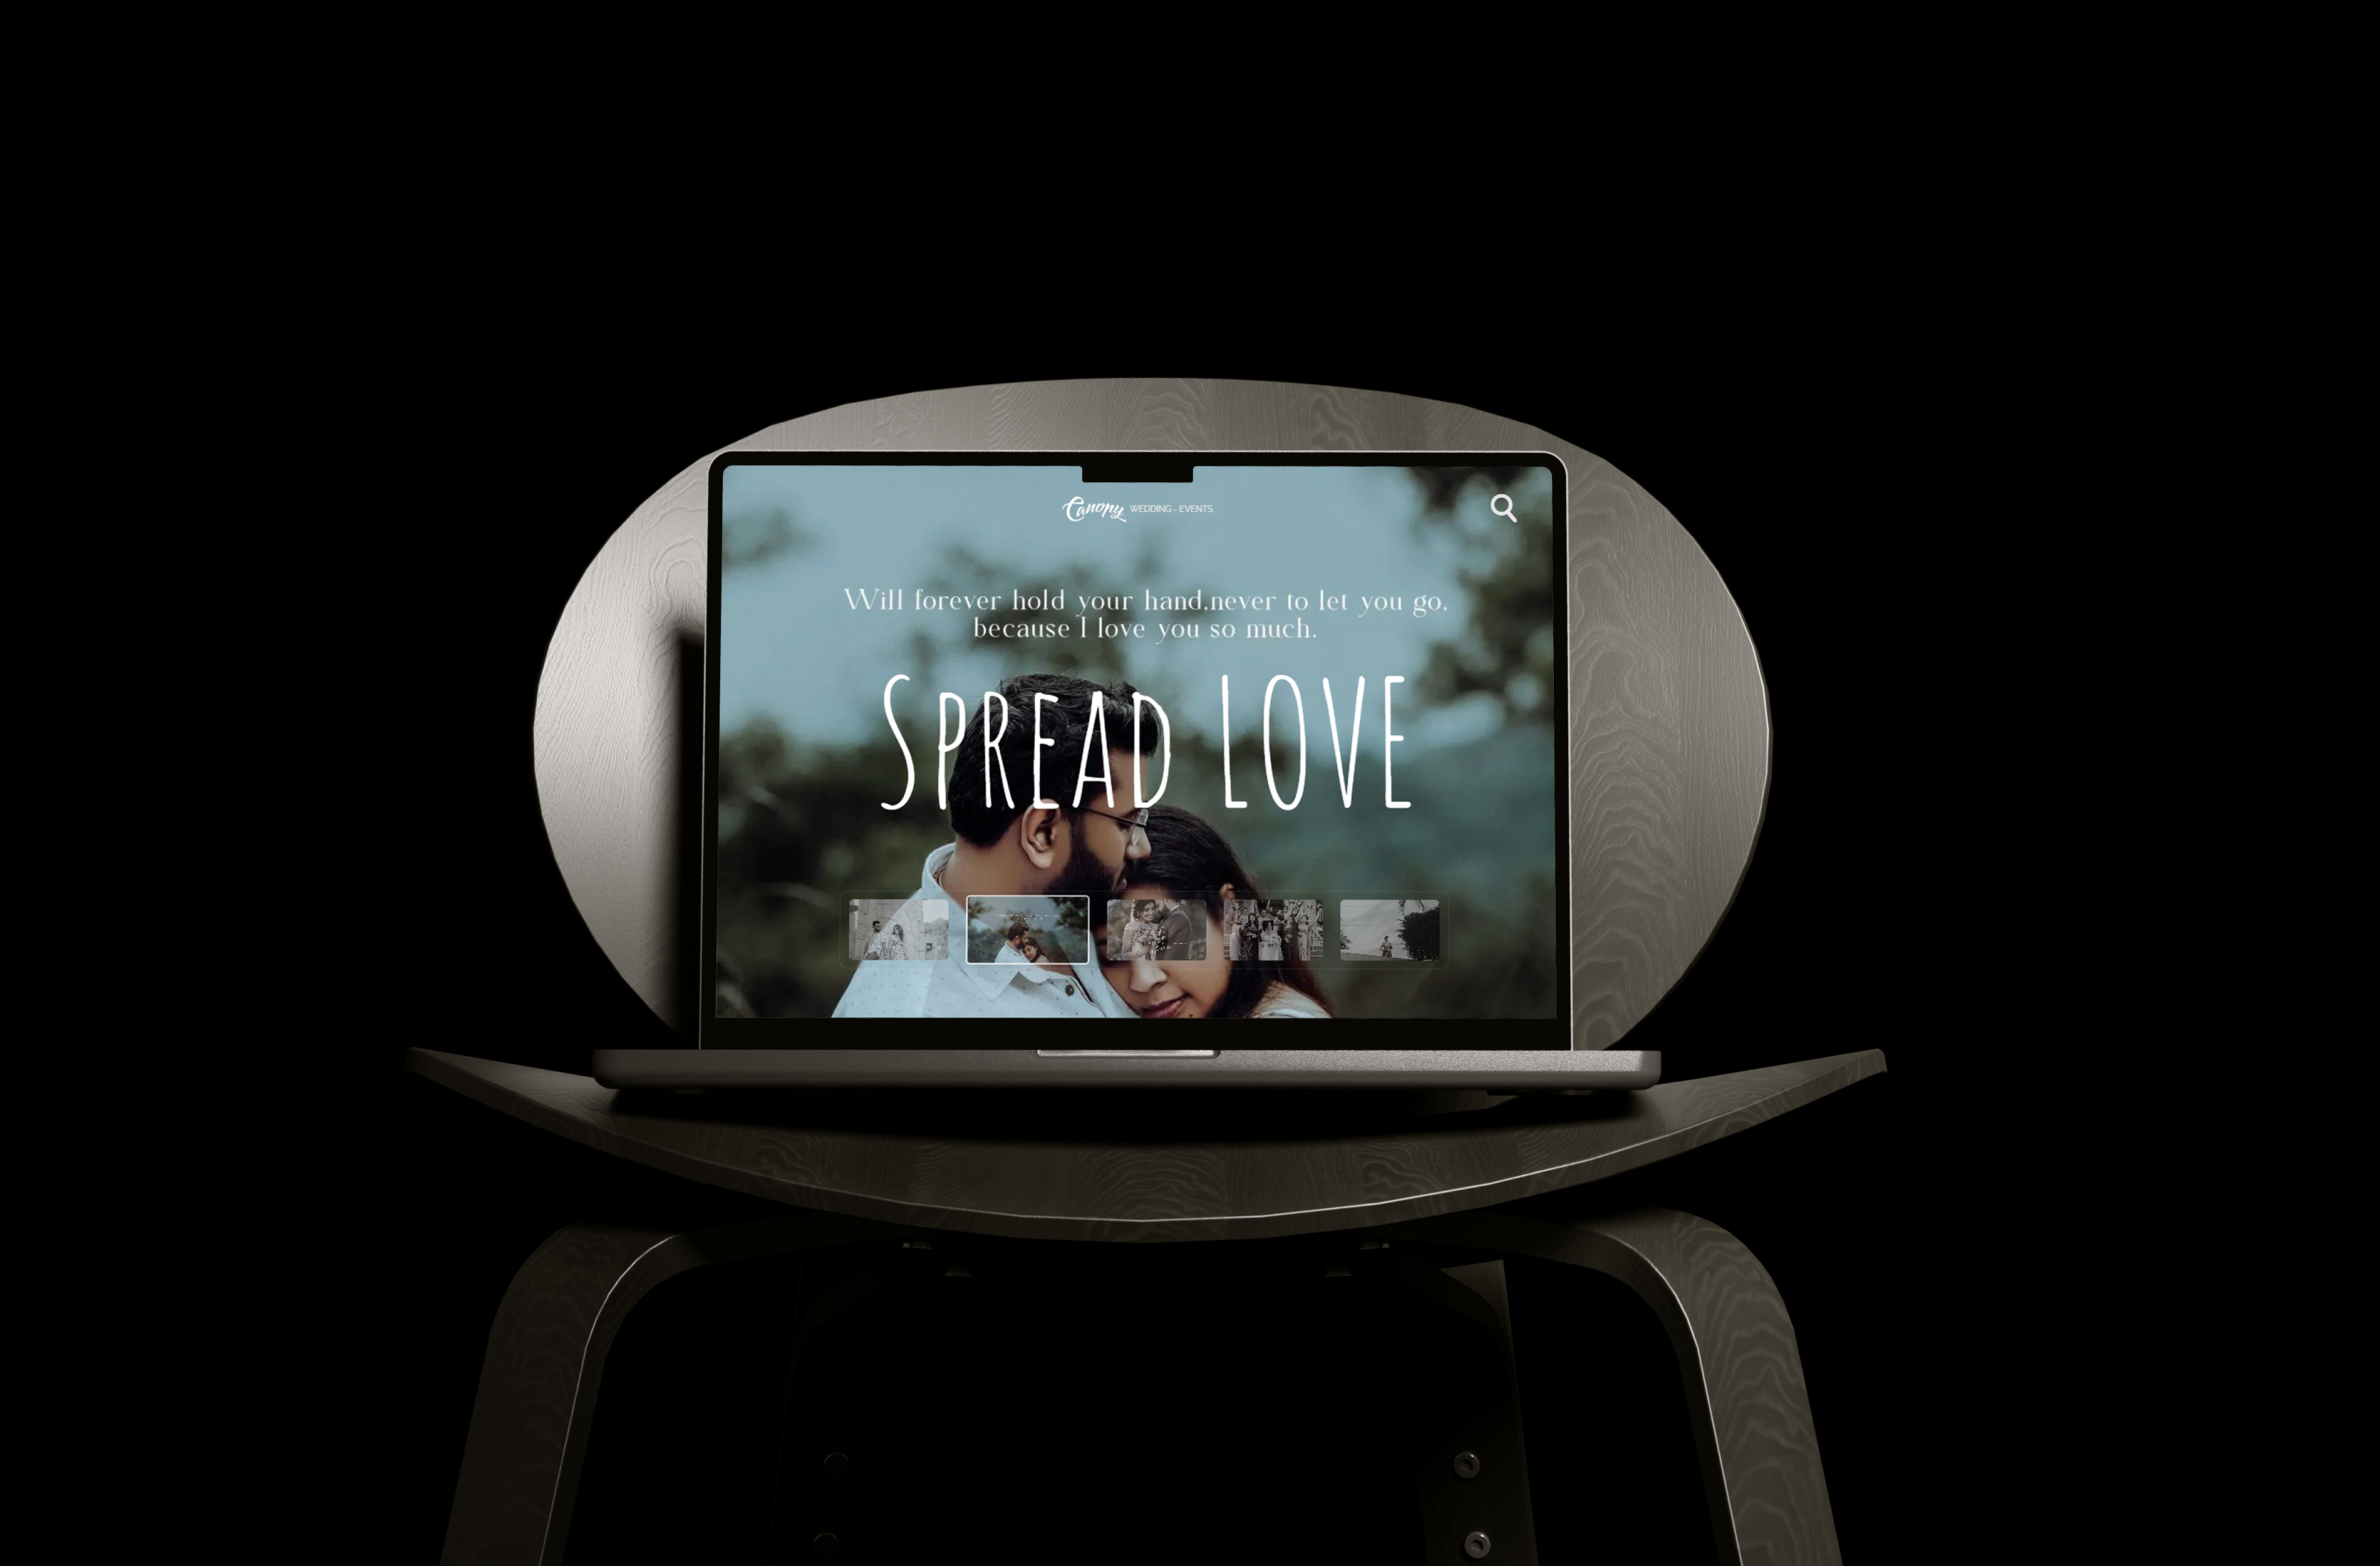 Canopy WEDDING - EVENTS
Will forever hold your hand,never to let you go,
because I love you so much.
SPREAD LOVE